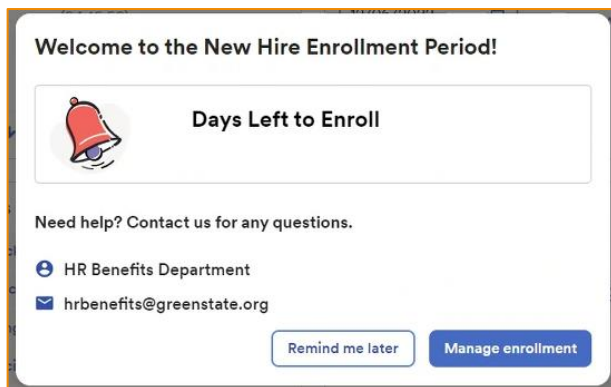 Welcome to the New Hire Enrollment Period!
Days Left to Enroll
Need help? Contact us for any questions.
HR Benefits Department
hrbenefits@greenstate.org
Remind me later
Manage enrollment